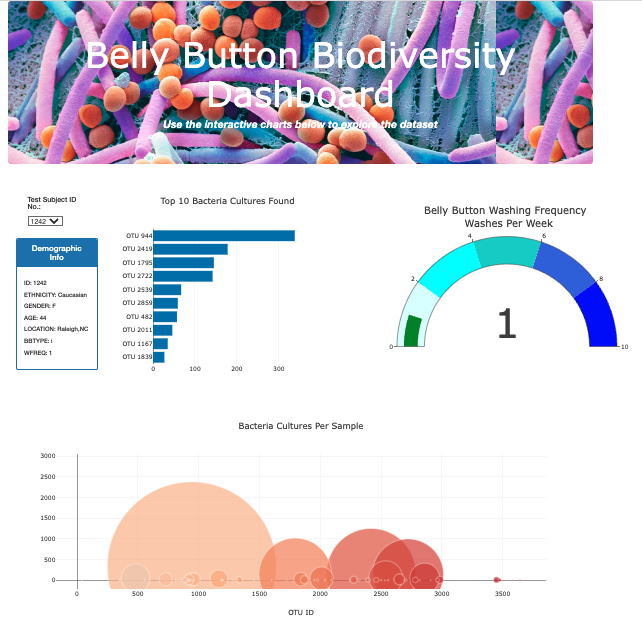 Belly Button Biodiversity
Dashboard
Use the interactive charts below to explore the dataset
Test Subject ID
No.:
1242
Demographic
Info
ID: 1242
ETHNICITY: Caucasian
GENDER: F
AGE: 44
LOCATION: Raleigh,NC
BBTYPE: i
WFREQ: 1
Top 10 Bacteria Cultures Found
OTU 944
OTU 2419
OTU 1795
OTU 2722
OTU 2539
OTU 2859
OTU 482
OTU 2011
OTU 1167
OTU 1839
0 100 200 300
Belly Button Washing Frequency
Washes Per Week
0
2
4
6
8
10
1
Bacteria Cultures Per Sample
3000
2500
2000
1500
1000
500
0
0 500 1000 1500 2000 2500 3000 3500
OTU ID